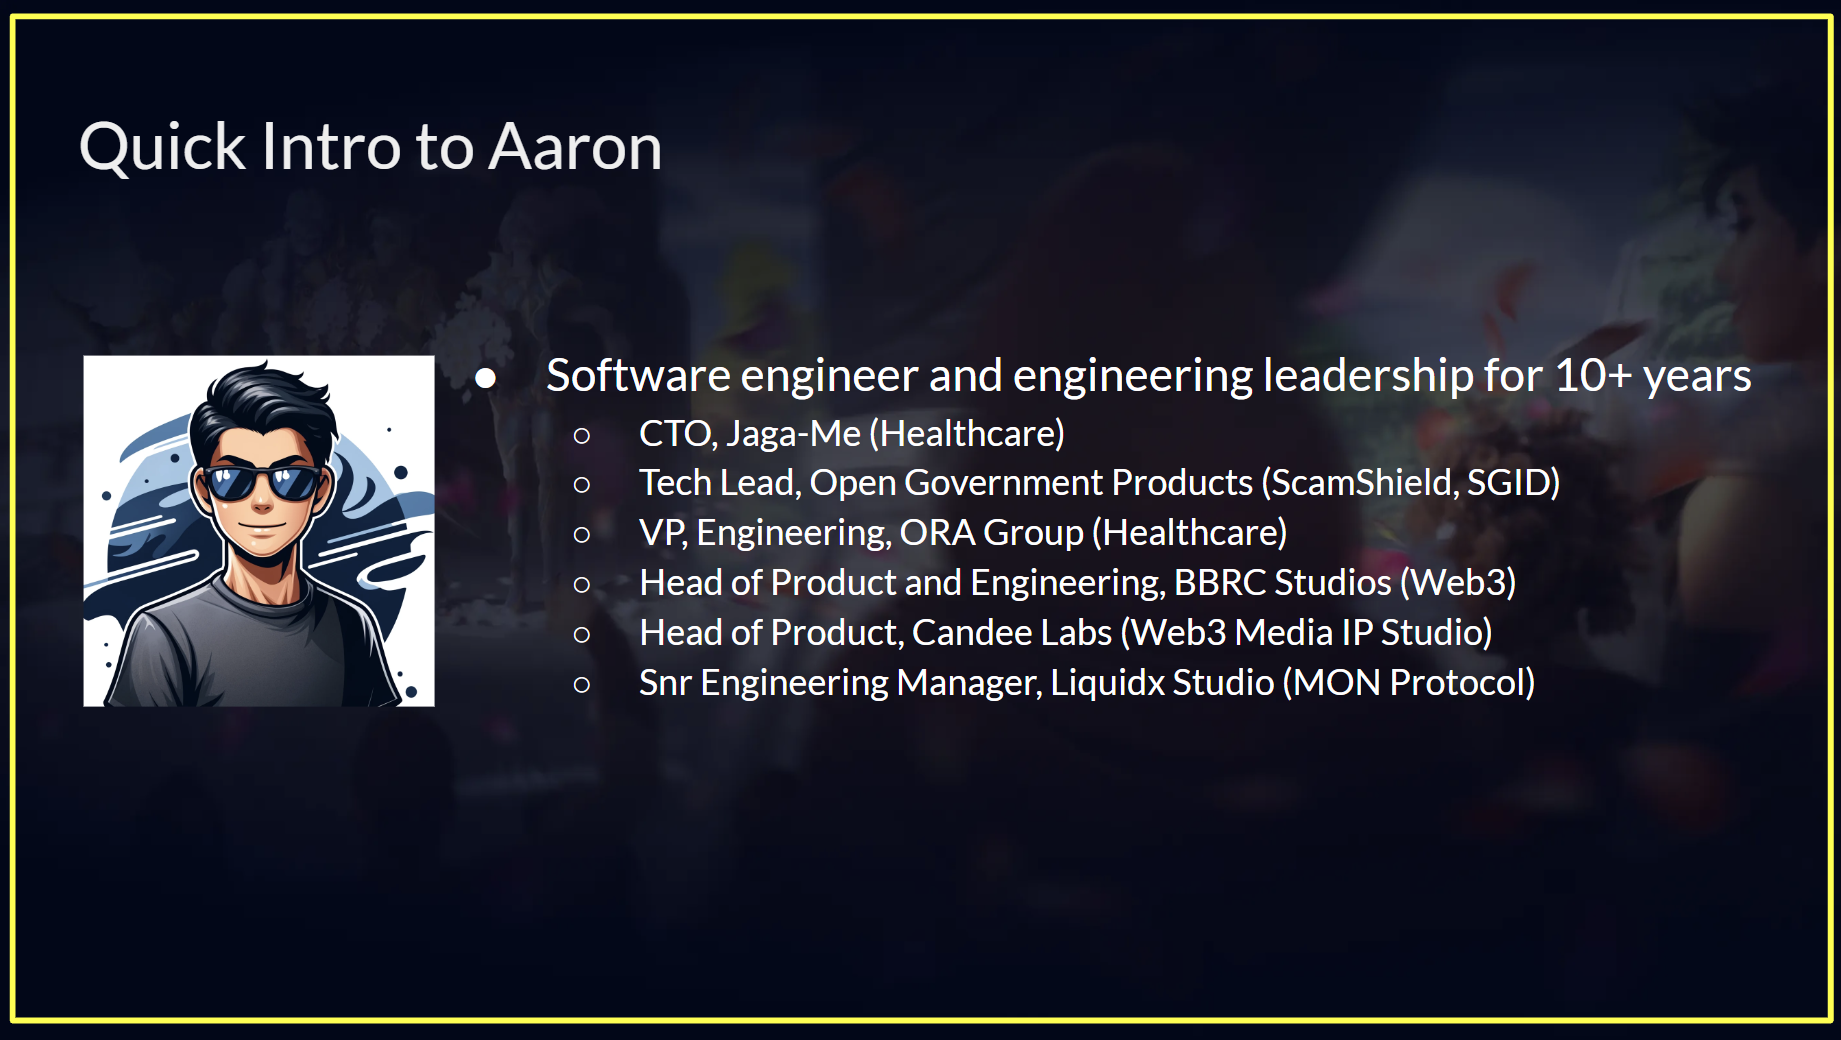 Quick Intro to Aaron
● Software engineer and engineering leadership for 10+ years
○ CTO, Jaga-Me (Healthcare)
○ Tech Lead, Open Government Products (ScamShield, SGID)
○ VP, Engineering, ORA Group (Healthcare)
○ Head of Product and Engineering, BBRC Studios (Web3)
○ Head of Product, Candee Labs (Web3 Media IP Studio)
○ Snr Engineering Manager, Liquidx Studio (MON Protocol)